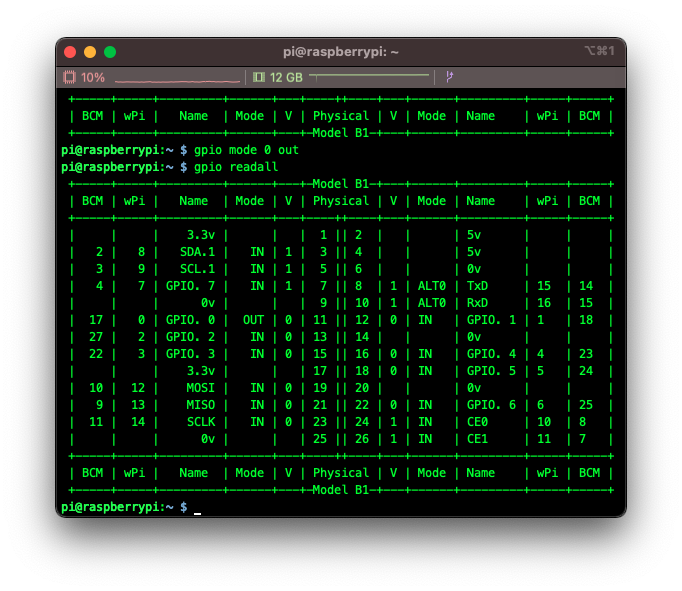 pi@raspberrypi: ~
⌥⌘1
10% 12 GB
+-----+-----+---------+------+---+----++----+---+------+---------+-----+-----+
| BCM | wPi |   Name  | Mode | V | Physical | V | Mode | Name    | wPi | BCM |
+-----+-----+---------+------+---+-Model B1-+---+------+---------+-----+-----+
pi@raspberrypi:~ $ gpio mode 0 out
pi@raspberrypi:~ $ gpio readall
+-----+-----+---------+------+---+-Model B1-+---+------+---------+-----+-----+
| BCM | wPi |   Name  | Mode | V | Physical | V | Mode | Name    | wPi | BCM |
+-----+-----+---------+------+---+----++----+---+------+---------+-----+-----+
|     |     |    3.3v |      |   |  1 || 2  |   |      | 5v      |     |     |
|   2 |   8 |   SDA.1 |   IN | 1 |  3 || 4  |   |      | 5v      |     |     |
|   3 |   9 |   SCL.1 |   IN | 1 |  5 || 6  |   |      | 0v      |     |     |
|   4 |   7 | GPIO. 7 |   IN | 1 |  7 || 8  | 1 | ALT0 | TxD     | 15  | 14  |
|     |     |      0v |      |   |  9 || 10 | 1 | ALT0 | RxD     | 16  | 15  |
|  17 |   0 | GPIO. 0 |  OUT | 0 | 11 || 12 | 0 | IN   | GPIO. 1 | 1   | 18  |
|  27 |   2 | GPIO. 2 |   IN | 0 | 13 || 14 |   |      | 0v      |     |     |
|  22 |   3 | GPIO. 3 |   IN | 0 | 15 || 16 | 0 | IN   | GPIO. 4 | 4   | 23  |
|     |     |    3.3v |      |   | 17 || 18 | 0 | IN   | GPIO. 5 | 5   | 24  |
|  10 |  12 |    MOSI |   IN | 0 | 19 || 20 |   |      | 0v      |     |     |
|   9 |  13 |    MISO |   IN | 0 | 21 || 22 | 0 | IN   | GPIO. 6 | 6   | 25  |
|  11 |  14 |    SCLK |   IN | 0 | 23 || 24 | 1 | IN   | CE0     | 10  | 8   |
|     |     |      0v |      |   | 25 || 26 | 1 | IN   | CE1     | 11  | 7   |
+-----+-----+---------+------+---+----++----+---+------+---------+-----+-----+
| BCM | wPi |   Name  | Mode | V | Physical | V | Mode | Name    | wPi | BCM |
+-----+-----+---------+------+---+-Model B1-+---+------+---------+-----+-----+
pi@raspberrypi:~ $ _